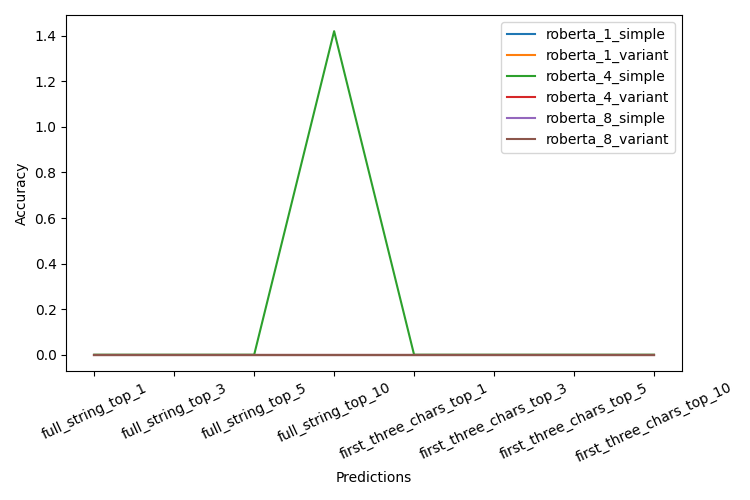 1.4
1.2
1.0
0.8
0.6
0.4
0.2
0.0
Accuracy
roberta_1_simple
roberta_1_variant
roberta_4_simple
roberta_4_variant
roberta_8_simple
roberta_8_variant
full_string_top_1
full_string_top_3
full_string_top_5
full_string_top_10
first_three_chars_top_1
first_three_chars_top_3
first_three_chars_top_5
first_three_chars_top_10
Predictions